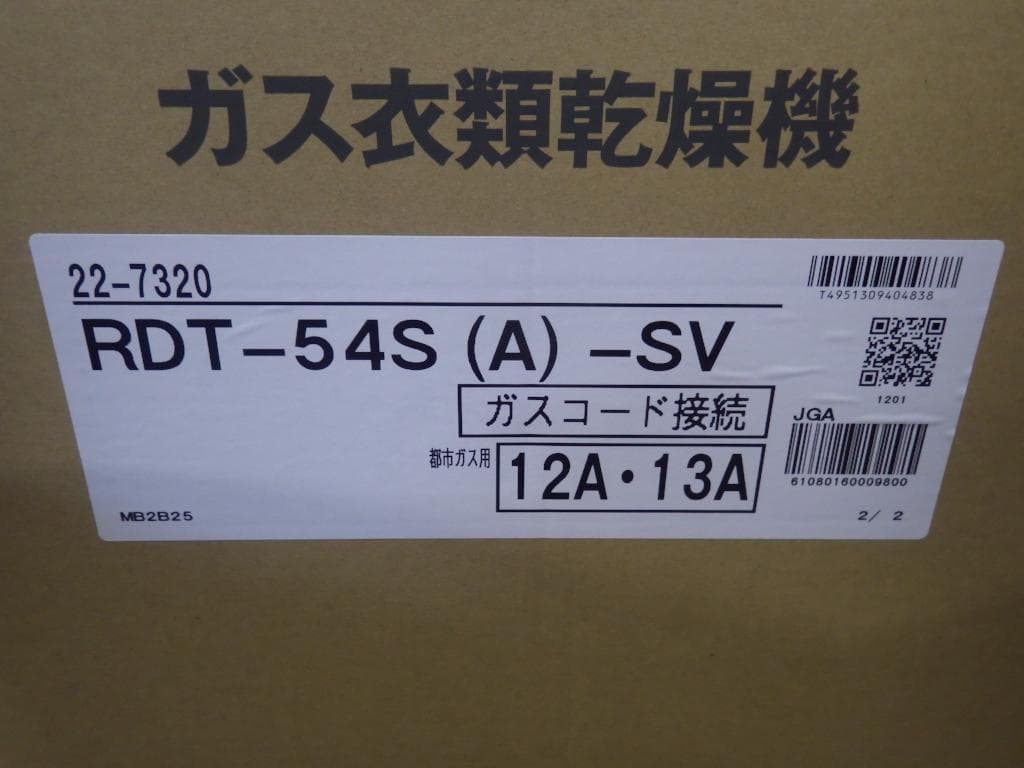 ガス衣類乾燥機
22-7320
T4951309404838
RDT-54S(A)-SV
1201
ガスコード接続
JGA
都市ガス用
12A・13A
61080160009800
MB2B25
2/ 2